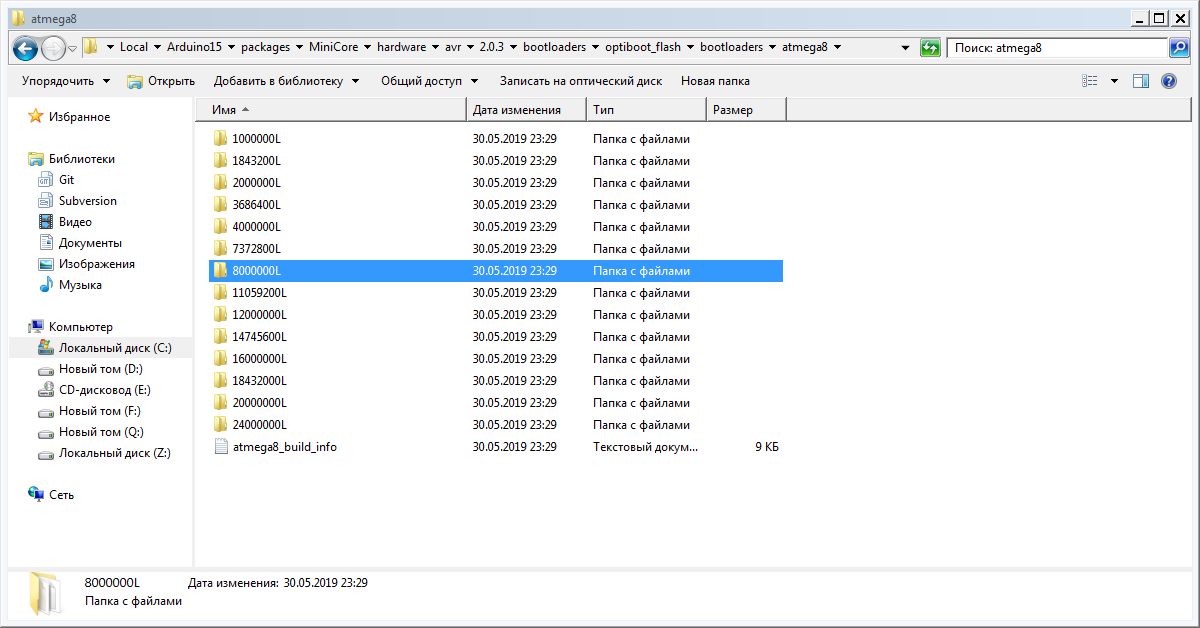 atmega8
Local Arduino15 packages MiniCore hardware avr 2.0.3 bootloaders optiboot_flash bootloaders atmega8 Поиск: atmega8
Упорядочить Открыть Добавить в библиотеку Общий доступ Записать на оптический диск Новая папка
Избранное
Библиотеки
Git
Subversion
Видео
Документы
Изображения
Музыка
Компьютер
Локальный диск (C:)
Новый том (D:)
CD-дисковод (E:)
Новый том (F:)
Новый том (Q:)
Локальный диск (Z:)
Сеть
Имя Дата изменения Тип Размер
1000000L 30.05.2019 23:29 Папка с файлами
1843200L 30.05.2019 23:29 Папка с файлами
2000000L 30.05.2019 23:29 Папка с файлами
3686400L 30.05.2019 23:29 Папка с файлами
4000000L 30.05.2019 23:29 Папка с файлами
7372800L 30.05.2019 23:29 Папка с файлами
8000000L 30.05.2019 23:29 Папка с файлами
11059200L 30.05.2019 23:29 Папка с файлами
12000000L 30.05.2019 23:29 Папка с файлами
14745600L 30.05.2019 23:29 Папка с файлами
16000000L 30.05.2019 23:29 Папка с файлами
18432000L 30.05.2019 23:29 Папка с файлами
20000000L 30.05.2019 23:29 Папка с файлами
24000000L 30.05.2019 23:29 Папка с файлами
atmega8_build_info 30.05.2019 23:29 Текстовый докум... 9 КБ
8000000L Дата изменения: 30.05.2019 23:29
Папка с файлами